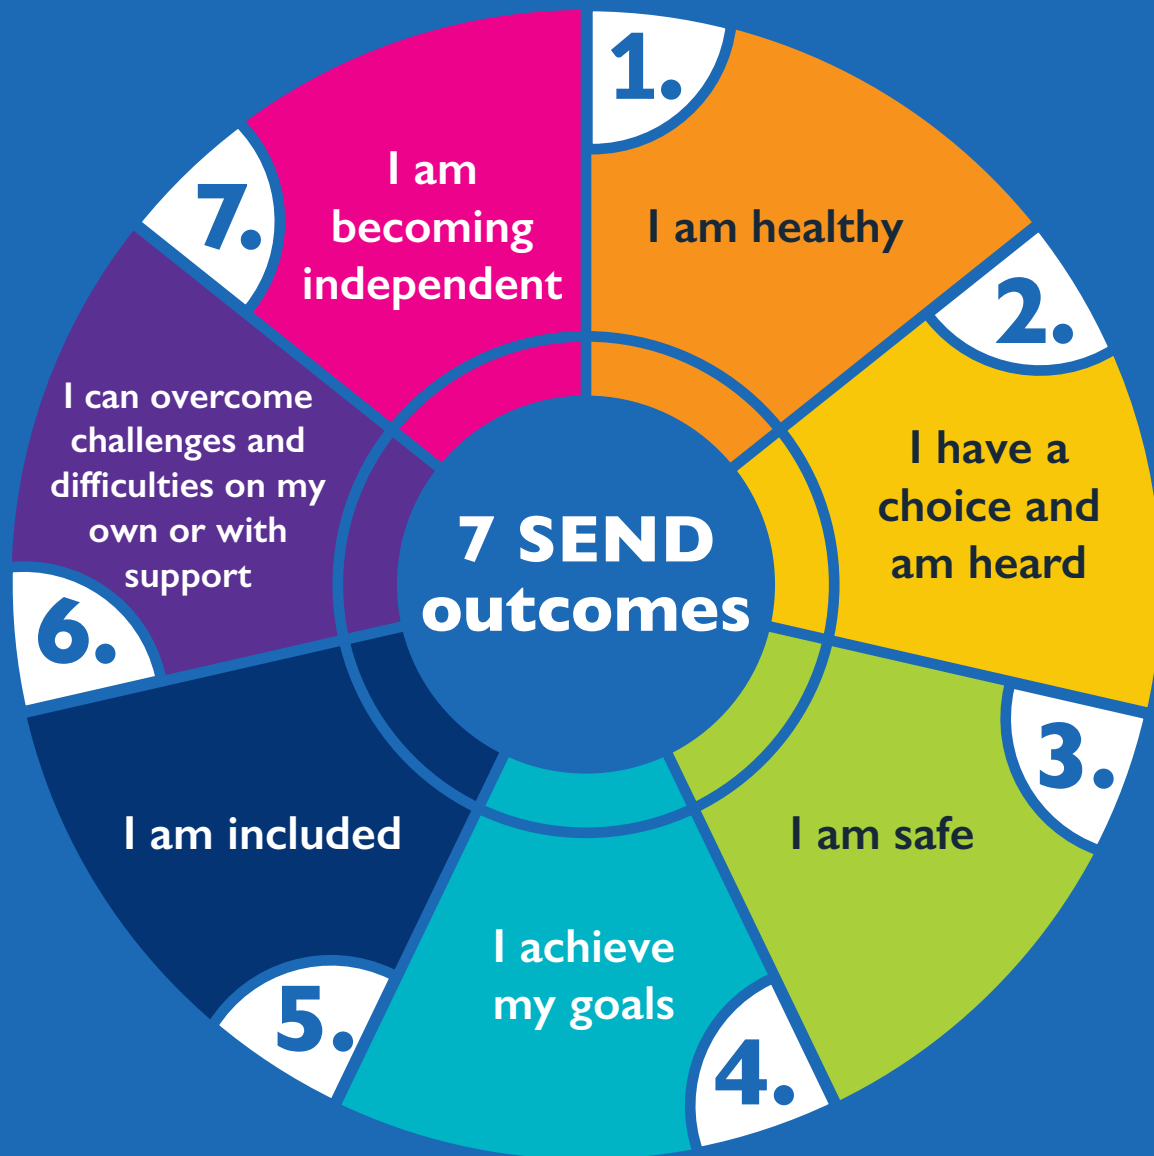 7 SEND
outcomes
1.
I am healthy
2.
I have a
choice and
am heard
3.
I am safe
4.
I achieve
my goals
5.
I am included
6.
I can overcome
challenges and
difficulties on my
own or with
support
7.
I am
becoming
independent